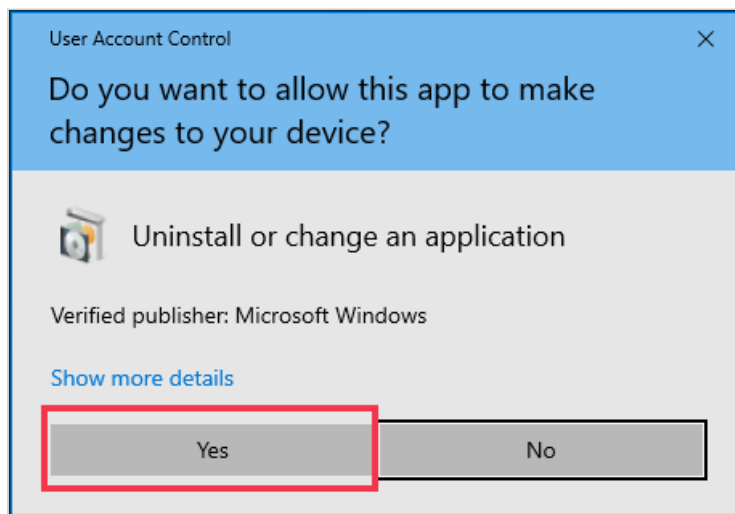 User Account Control
Do you want to allow this app to make
changes to your device?
Uninstall or change an application
Verified publisher: Microsoft Windows
Show more details
Yes No